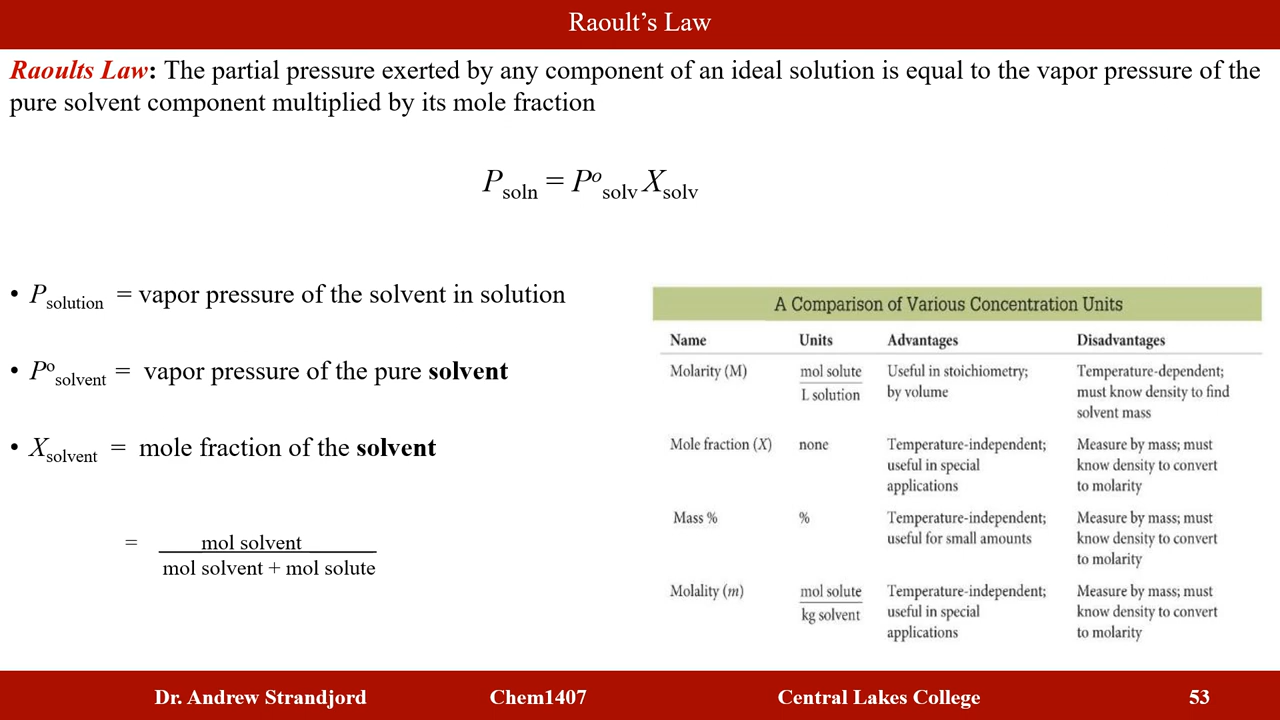 Raoult’s Law
Raoults Law: The partial pressure exerted by any component of an ideal solution is equal to the vapor pressure of the
pure solvent component multiplied by its mole fraction
Psoln = Pᵒsolv Xsolv
• Psolution = vapor pressure of the solvent in solution
• Pᵒsolvent = vapor pressure of the pure solvent
• Xsolvent = mole fraction of the solvent
= mol solvent
mol solvent + mol solute
A Comparison of Various Concentration Units
Name Units Advantages Disadvantages
Molarity (M) mol solute Useful in stoichiometry; Temperature-dependent;
L solution by volume must know density to find
solvent mass
Mole fraction (X) none Temperature-independent; Measure by mass; must
useful in special know density to convert
applications to molarity
Mass % % Temperature-independent; Measure by mass; must
useful for small amounts know density to convert
to molarity
Molality (m) mol solute Temperature-independent; Measure by mass; must
kg solvent useful in special know density to convert
applications to molarity
Dr. Andrew Strandjord Chem1407 Central Lakes College 53